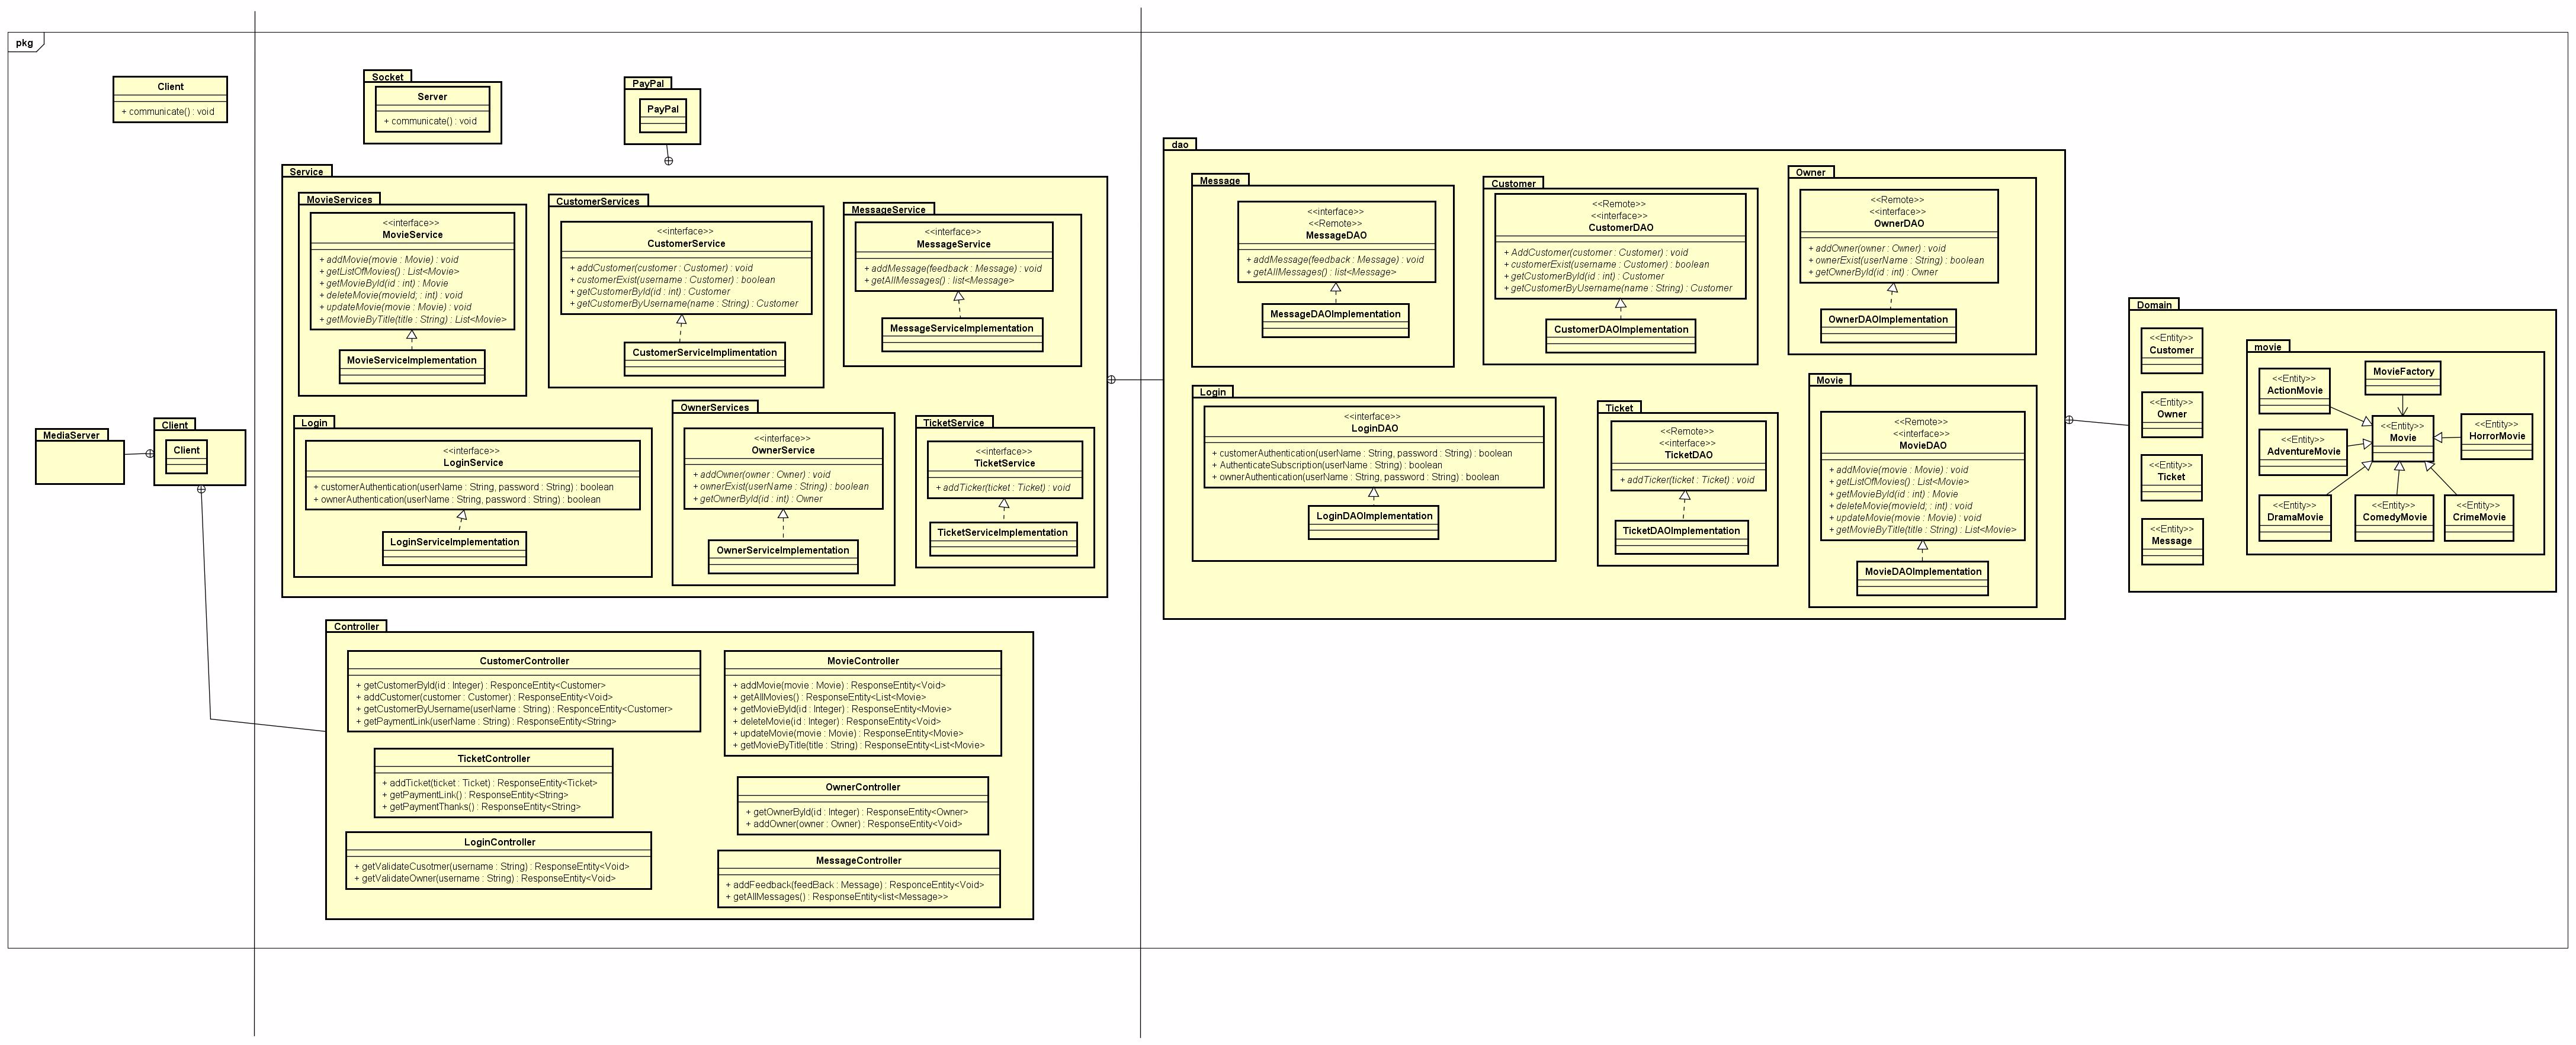 pkg
Client
+ communicate() : void
Socket
Server
+ communicate() : void
PayPal
PayPal
Service
MovieServices
<<interface>>
MovieService
+ addMovie(movie : Movie) : void
+ getListOfMovies() : List<Movie>
+ getMovieById(id : int) : Movie
+ deleteMovie(movieId; : int) : void
+ updateMovie(movie : Movie) : void
+ getMovieByTitle(title : String) : List<Movie>
MovieServiceImplementation
CustomerServices
<<interface>>
CustomerService
+ addCustomer(customer : Customer) : void
+ customerExist(username : Customer) : boolean
+ getCustomerById(id : int) : Customer
+ getCustomerByUsername(name : String) : Customer
CustomerServiceImplimentation
MessageService
<<interface>>
MessageService
+ addMessage(feedback : Message) : void
+ getAllMessages() : list<Message>
MessageServiceImplementation
Login
<<interface>>
LoginService
+ customerAuthentication(userName : String, password : String) : boolean
+ ownerAuthentication(userName : String, password : String) : boolean
LoginServiceImplementation
OwnerServices
<<interface>>
OwnerService
+ addOwner(owner : Owner) : void
+ ownerExist(userName : String) : boolean
+ getOwnerById(id : int) : Owner
OwnerServiceImplementation
TicketService
<<interface>>
TicketService
+ addTicker(ticket : Ticket) : void
TicketServiceImplementation
MediaServer
Client
Client
Controller
CustomerController
+ getCustomerById(id : Integer) : ResponceEntity<Customer>
+ addCustomer(customer : Customer) : ResponseEntity<Void>
+ getCustomerByUsername(userName : String) : ResponceEntity<Customer>
+ getPaymentLink(userName : String) : ResponseEntity<String>
MovieController
+ addMovie(movie : Movie) : ResponseEntity<Void>
+ getAllMovies() : ResponseEntity<List<Movie>
+ getMovieById(id : Integer) : ResponseEntity<Movie>
+ deleteMovie(id : Integer) : ResponseEntity<Void>
+ updateMovie(movie : Movie) : ResponseEntity<Movie>
+ getMovieByTitle(title : String) : ResponseEntity<List<Movie>
TicketController
+ addTicket(ticket : Ticket) : ResponseEntity<Ticket>
+ getPaymentLink() : ResponseEntity<String>
+ getPaymentThanks() : ResponseEntity<String>
OwnerController
+ getOwnerById(id : Integer) : ResponseEntity<Owner>
+ addOwner(owner : Owner) : ResponseEntity<Void>
LoginController
+ getValidateCusotmer(username : String) : ResponseEntity<Void>
+ getValidateOwner(username : String) : ResponseEntity<Void>
MessageController
+ addFeedback(feedBack : Message) : ResponceEntity<Void>
+ getAllMessages() : ResponseEntity<list<Message>>
dao
Message
<<interface>>
<<Remote>>
MessageDAO
+ addMessage(feedback : Message) : void
+ getAllMessages() : list<Message>
MessageDAOImplementation
Customer
<<Remote>>
<<interface>>
CustomerDAO
+ AddCustomer(customer : Customer) : void
+ customerExist(username : Customer) : boolean
+ getCustomerById(id : int) : Customer
+ getCustomerByUsername(name : String) : Customer
CustomerDAOImplementation
Owner
<<Remote>>
<<interface>>
OwnerDAO
+ addOwner(owner : Owner) : void
+ ownerExist(userName : String) : boolean
+ getOwnerById(id : int) : Owner
OwnerDAOImplementation
Login
<<interface>>
LoginDAO
+ customerAuthentication(userName : String, password : String) : boolean
+ AuthenticateSubscription(userName : String) : boolean
+ ownerAuthentication(userName : String, password : String) : boolean
LoginDAOImplementation
Ticket
<<Remote>>
<<interface>>
TicketDAO
+ addTicker(ticket : Ticket) : void
TicketDAOImplementation
Movie
<<Remote>>
<<interface>>
MovieDAO
+ addMovie(movie : Movie) : void
+ getListOfMovies() : List<Movie>
+ getMovieById(id : int) : Movie
+ deleteMovie(movieId; : int) : void
+ updateMovie(movie : Movie) : void
+ getMovieByTitle(title : String) : List<Movie>
MovieDAOImplementation
Domain
<<Entity>>
Customer
<<Entity>>
Owner
<<Entity>>
Ticket
<<Entity>>
Message
movie
<<Entity>>
ActionMovie
MovieFactory
<<Entity>>
AdventureMovie
<<Entity>>
Movie
<<Entity>>
HorrorMovie
<<Entity>>
DramaMovie
<<Entity>>
ComedyMovie
<<Entity>>
CrimeMovie